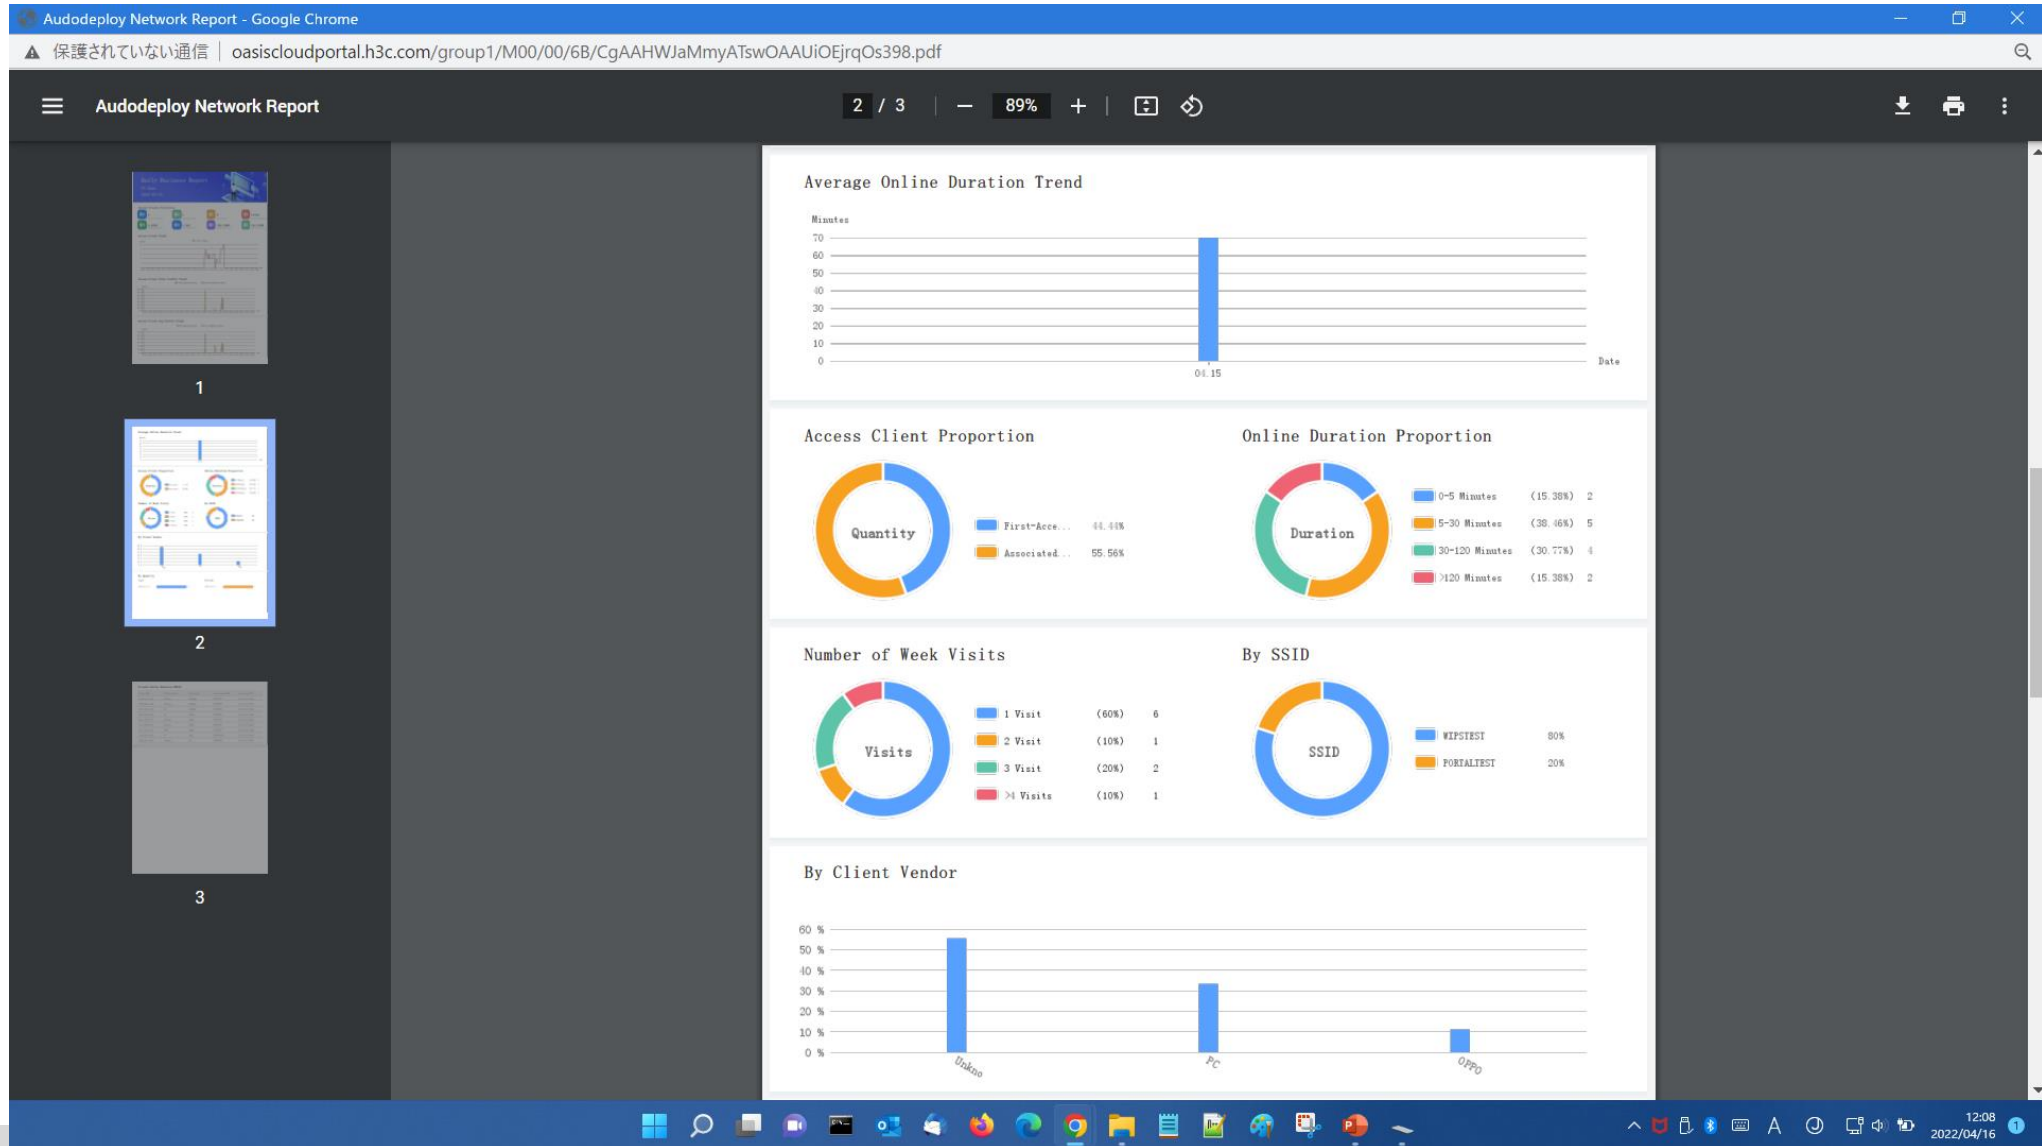 Audodeploy Network Report - Google Chrome
保護されていない通信 oasiscloudportal.h3c.com/group1/M00/00/6B/CgAAHWJaMmyATswOAAUiOEjrqOs398.pdf
Audodeploy Network Report
2 / 3
89%
1
2
3
Average Online Duration Trend
Minutes
70
60
50
40
30
20
10
0
Date
04.15
Access Client Proportion
Quantity
First-Acce... 44.44%
Associated... 55.56%
Online Duration Proportion
Duration
0-5 Minutes (15.38%) 2
5-30 Minutes (38.46%) 5
30-120 Minutes (30.77%) 4
>120 Minutes (15.38%) 2
Number of Week Visits
Visits
1 Visit (60%) 6
2 Visit (10%) 1
3 Visit (20%) 2
>4 Visits (10%) 1
By SSID
SSID
WIPSTEST 80%
PORTALTEST 20%
By Client Vendor
60 %
50 %
40 %
30 %
20 %
10 %
0 %
Unkno
PC
OPPO
A
12:08
2022/04/16
1